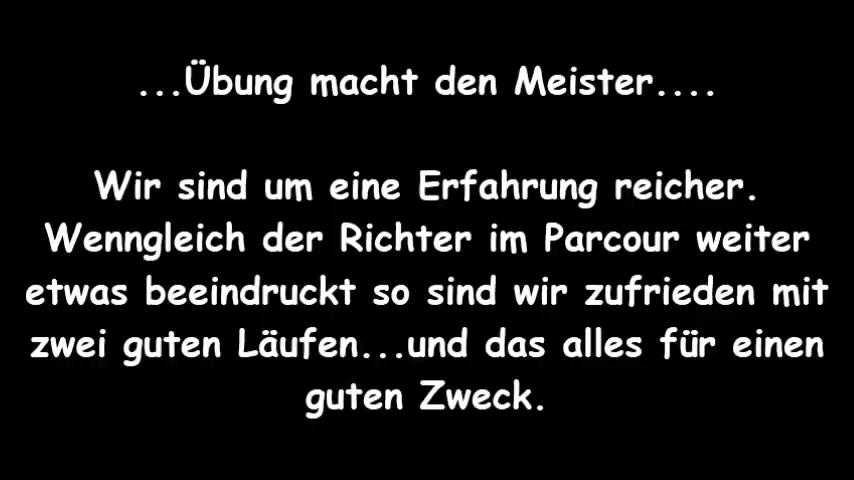 ...Übung macht den Meister....
Wir sind um eine Erfahrung reicher.
Wenngleich der Richter im Parcour weiter
etwas beeindruckt so sind wir zufrieden mit
zwei guten Läufen...und das alles für einen
guten Zweck.